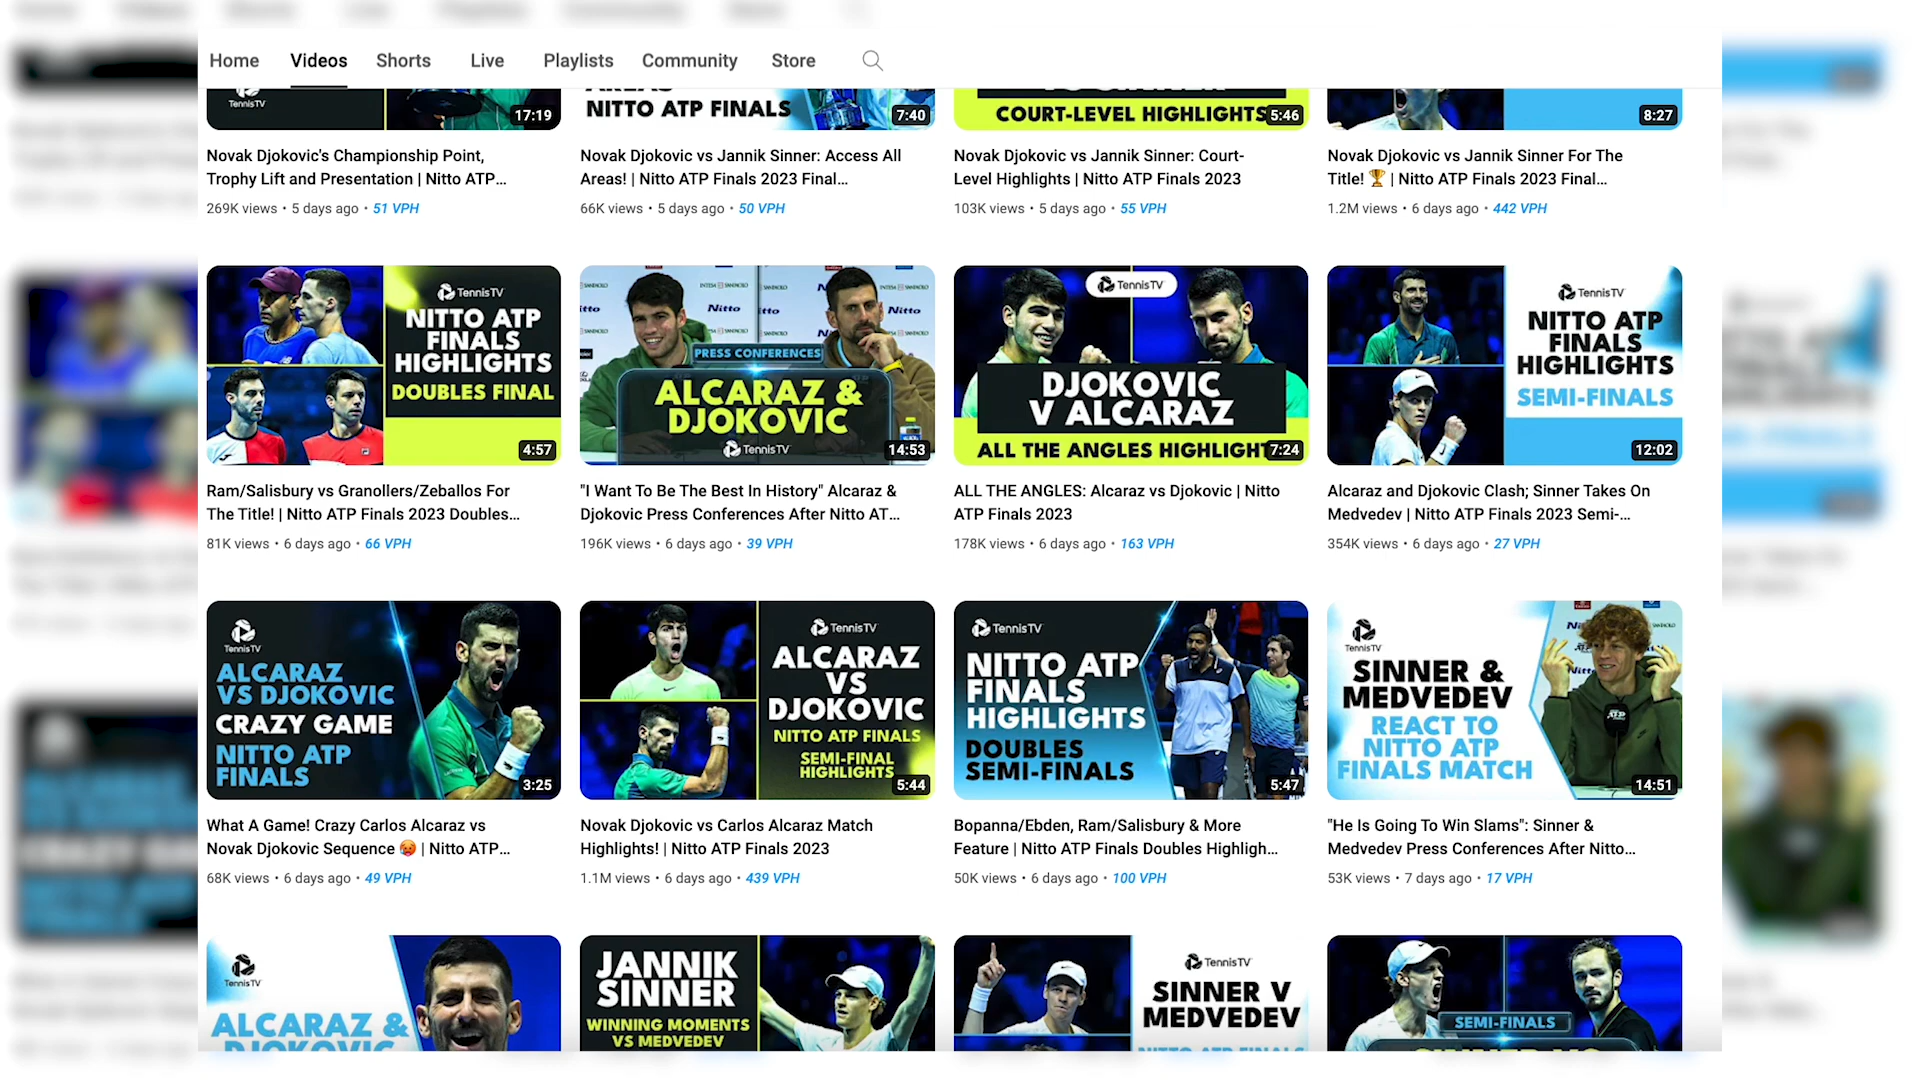 Home Videos Shorts Live Playlists Community Store
TennisTV
17:19
NITTO ATP FINALS
7:40
COURT-LEVEL HIGHLIGHTS
5:46
8:27
Novak Djokovic's Championship Point,
Trophy Lift and Presentation | Nitto ATP...
269K views • 5 days ago • 51 VPH
Novak Djokovic vs Jannik Sinner: Access All
Areas! | Nitto ATP Finals 2023 Final...
66K views • 5 days ago • 50 VPH
Novak Djokovic vs Jannik Sinner: Court-
Level Highlights | Nitto ATP Finals 2023
103K views • 5 days ago • 55 VPH
Novak Djokovic vs Jannik Sinner For The
Title! 🏆 | Nitto ATP Finals 2023 Final...
1.2M views • 6 days ago • 442 VPH
TennisTV
NITTO ATP
FINALS
HIGHLIGHTS
DOUBLES FINAL
4:57
Nitto
Nitto
PRESS CONFERENCES
ALCARAZ &
DJOKOVIC
TennisTV
14:53
TennisTV
DJOKOVIC
V ALCARAZ
ALL THE ANGLES HIGHLIGHT
7:24
TennisTV
NITTO ATP
FINALS
HIGHLIGHTS
SEMI-FINALS
12:02
Ram/Salisbury vs Granollers/Zeballos For
The Title! | Nitto ATP Finals 2023 Doubles...
81K views • 6 days ago • 66 VPH
"I Want To Be The Best In History" Alcaraz &
Djokovic Press Conferences After Nitto AT...
196K views • 6 days ago • 39 VPH
ALL THE ANGLES: Alcaraz vs Djokovic | Nitto
ATP Finals 2023
178K views • 6 days ago • 163 VPH
Alcaraz and Djokovic Clash; Sinner Takes On
Medvedev | Nitto ATP Finals 2023 Semi-...
354K views • 6 days ago • 27 VPH
TennisTV
ALCARAZ
VS DJOKOVIC
CRAZY GAME
NITTO ATP
FINALS
3:25
TennisTV
ALCARAZ
VS
DJOKOVIC
NITTO ATP FINALS
SEMI-FINAL
HIGHLIGHTS
5:44
TennisTV
NITTO ATP
FINALS
HIGHLIGHTS
DOUBLES
SEMI-FINALS
5:47
TennisTV
SINNER &
MEDVEDEV
REACT TO
NITTO ATP
FINALS MATCH
ATP
14:51
What A Game! Crazy Carlos Alcaraz vs
Novak Djokovic Sequence 🥵 | Nitto ATP...
68K views • 6 days ago • 49 VPH
Novak Djokovic vs Carlos Alcaraz Match
Highlights! | Nitto ATP Finals 2023
1.1M views • 6 days ago • 439 VPH
Bopanna/Ebden, Ram/Salisbury & More
Feature | Nitto ATP Finals Doubles Highligh...
50K views • 6 days ago • 100 VPH
"He Is Going To Win Slams": Sinner &
Medvedev Press Conferences After Nitto...
53K views • 7 days ago • 17 VPH
TennisTV
ALCARAZ &
DJOKOVIC
JANNIK
SINNER
WINNING MOMENTS
VS MEDVEDEV
TennisTV
SINNER V
MEDVEDEV
SEMI-FINALS